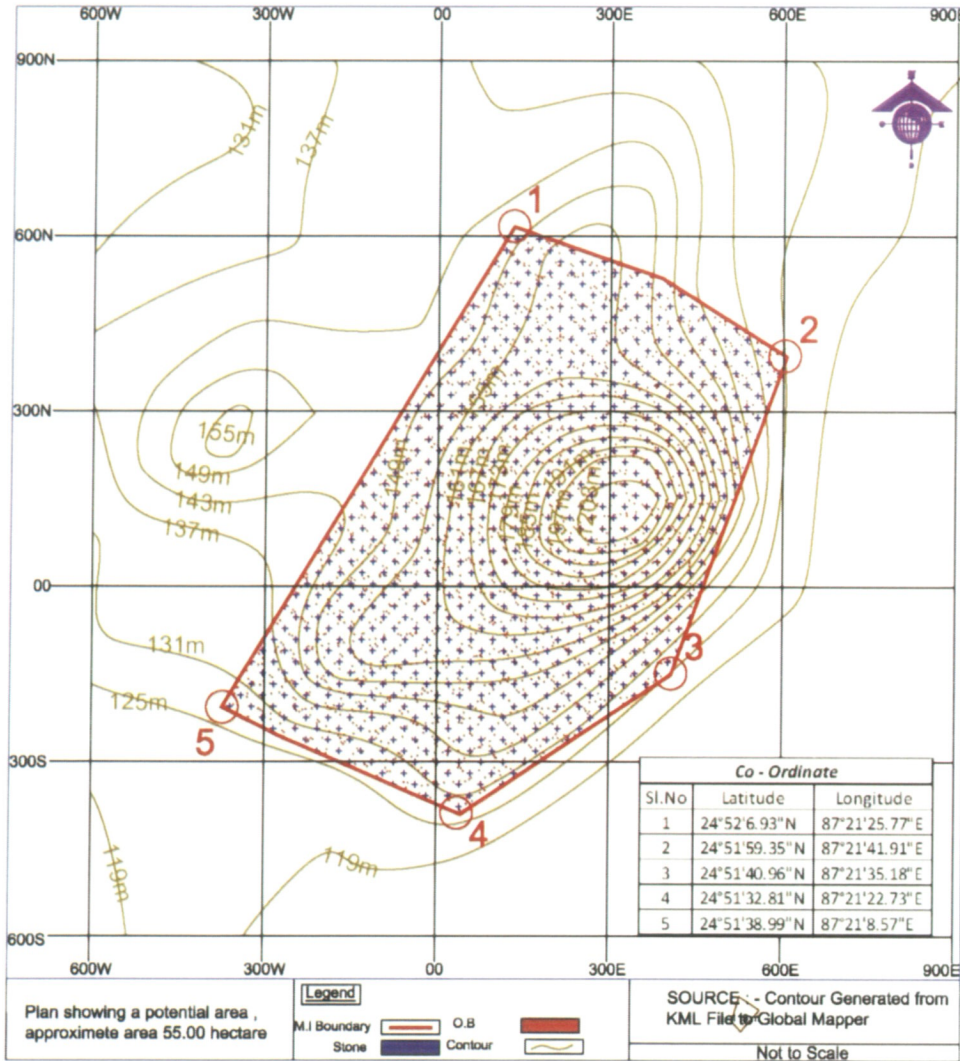 600W 300W 00 300E 600E 900E
900N
131m
137m
600N
1
2
300N
155m
149m
143m
137m
149m
155m
161m
208m
00
131m
125m
3
5
300S
4
119m
119m
600S
600W 300W 00 300E 600E 900E
Co - Ordinate
Sl.No Latitude Longitude
1 24°52'6.93"N 87°21'25.77"E
2 24°51'59.35"N 87°21'41.91"E
3 24°51'40.96"N 87°21'35.18"E
4 24°51'32.81"N 87°21'22.73"E
5 24°51'38.99"N 87°21'8.57"E
Plan showing a potential area ,
approximete area 55.00 hectare
Legend
M.I Boundary O.B
Stone Contour
SOURCE :- Contour Generated from
KML File to Global Mapper
Not to Scale